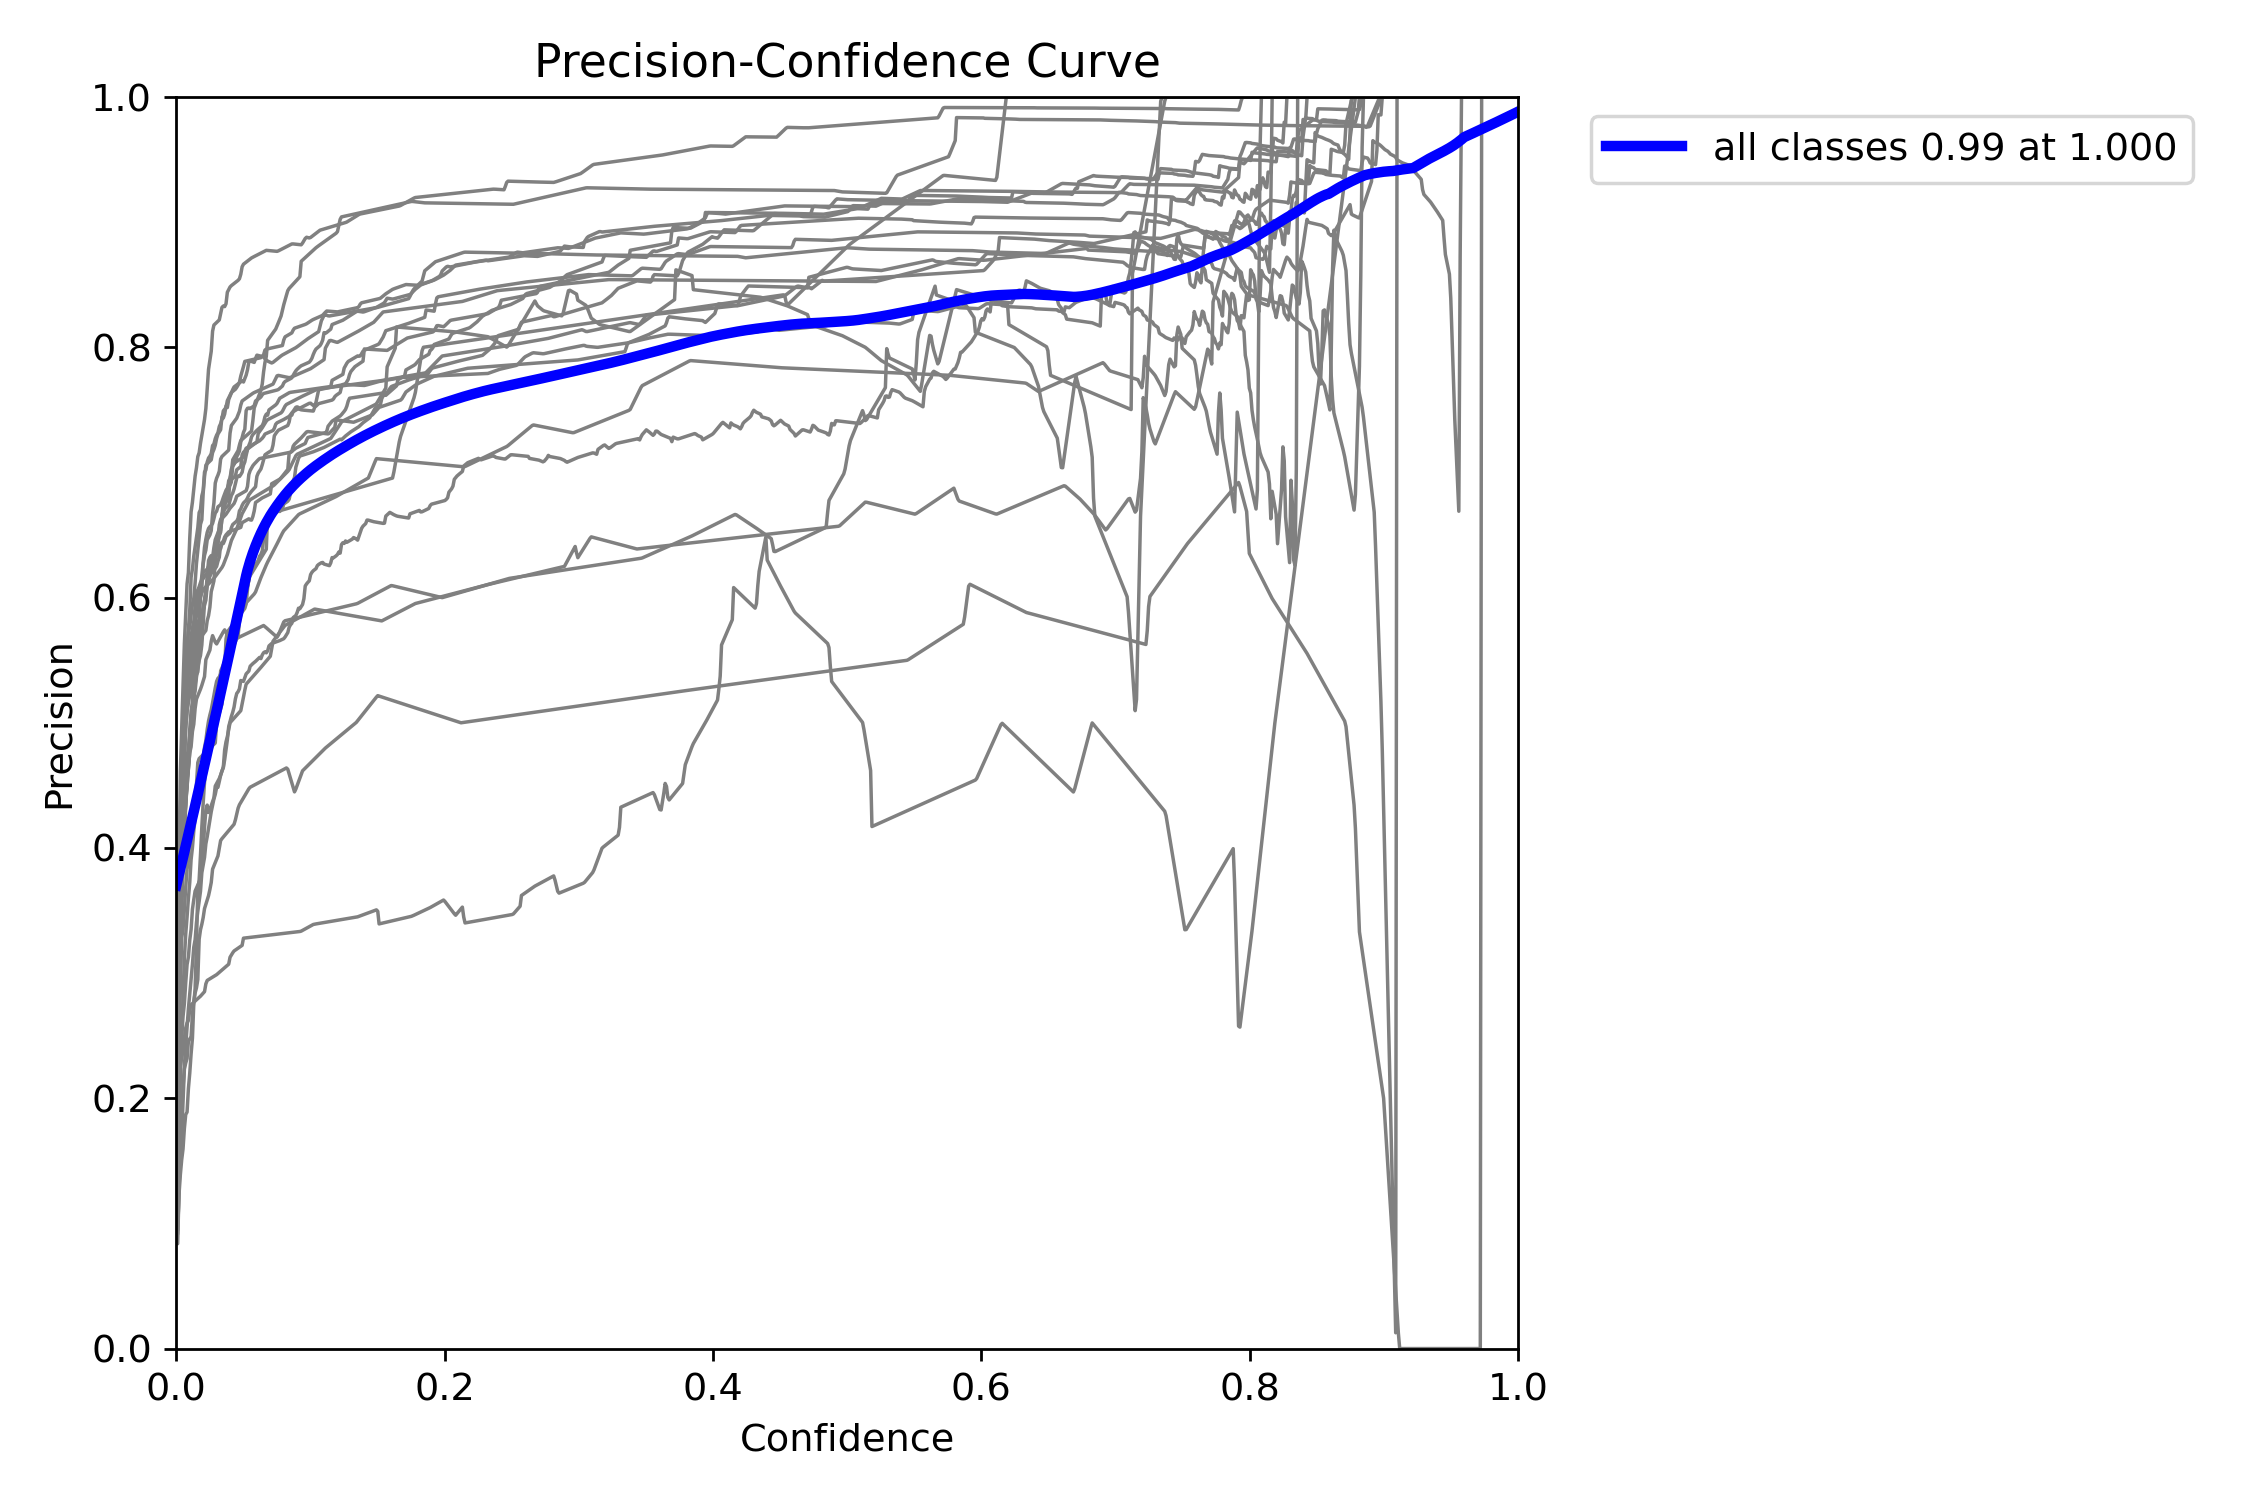 Precision-Confidence Curve
all classes 0.99 at 1.000
1.0
0.8
0.6
0.4
0.2
0.0
Precision
0.0 0.2 0.4 0.6 0.8 1.0
Confidence